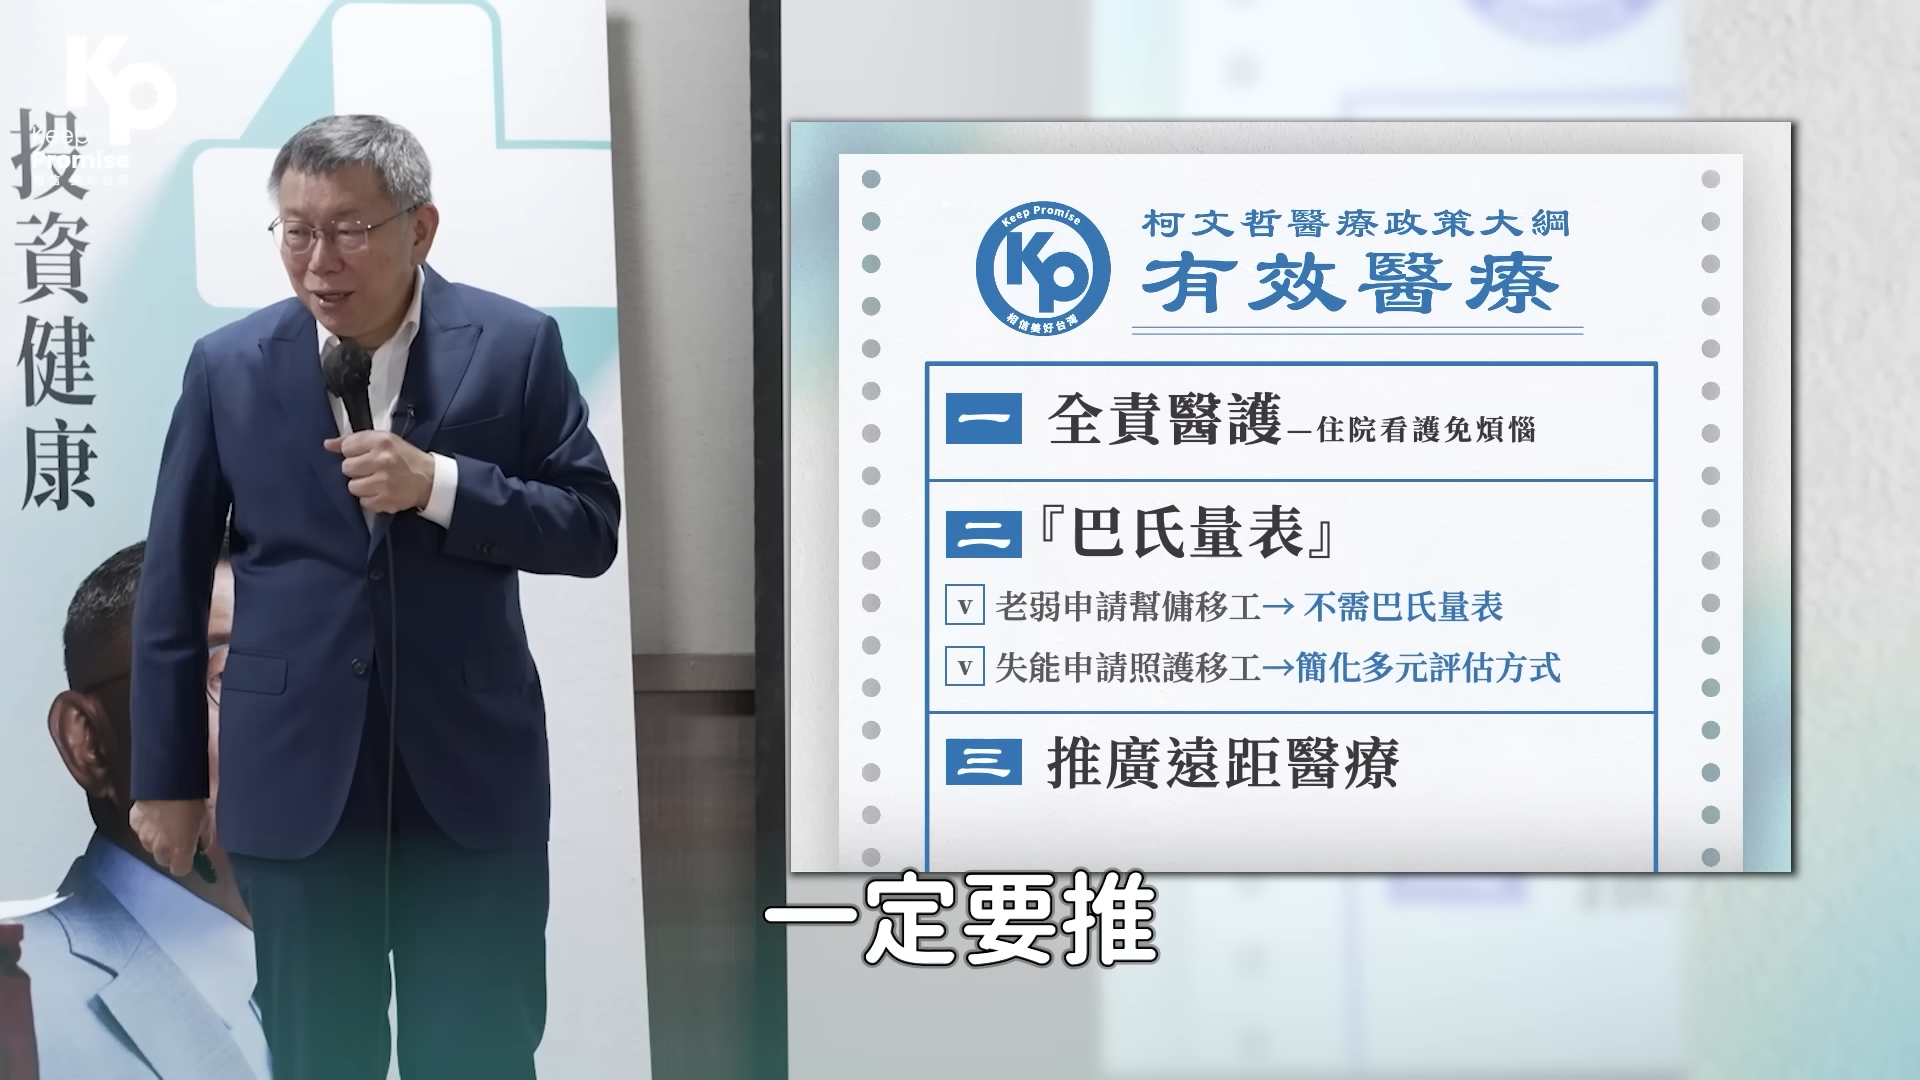 Kp
Keep
Promise
投資健康
Keep Promise
Kp
相信美好台灣
柯文哲醫療政策大綱
有效醫療
一 全責醫護—住院看護免煩惱
二『巴氏量表』
v 老弱申請幫傭移工→不需巴氏量表
v 失能申請照護移工→簡化多元評估方式
三 推廣遠距醫療
一定要推